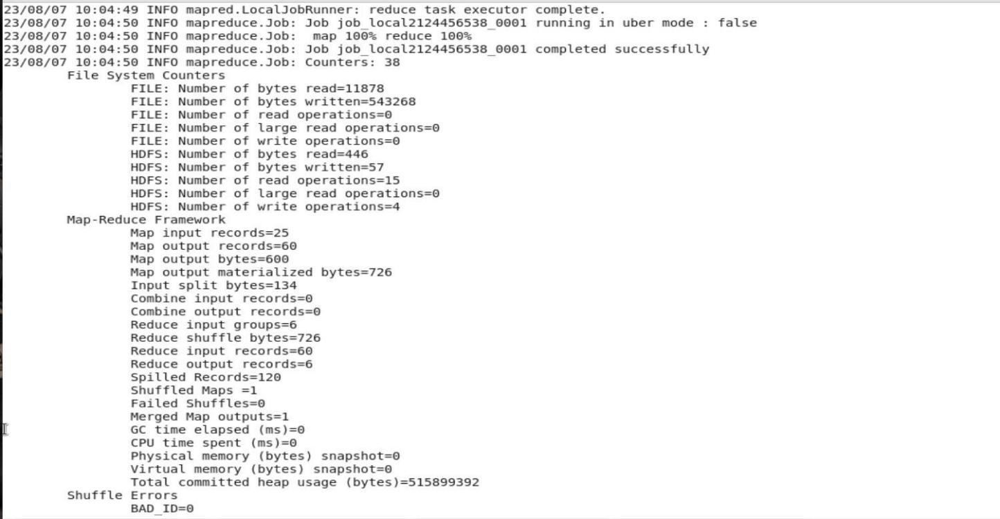 23/08/07 10:04:49 INFO mapred.LocalJobRunner: reduce task executor complete.
23/08/07 10:04:50 INFO mapreduce.Job: Job job_local2124456538_0001 running in uber mode : false
23/08/07 10:04:50 INFO mapreduce.Job:  map 100% reduce 100%
23/08/07 10:04:50 INFO mapreduce.Job: Job job_local2124456538_0001 completed successfully
23/08/07 10:04:50 INFO mapreduce.Job: Counters: 38
File System Counters
FILE: Number of bytes read=11878
FILE: Number of bytes written=543268
FILE: Number of read operations=0
FILE: Number of large read operations=0
FILE: Number of write operations=0
HDFS: Number of bytes read=446
HDFS: Number of bytes written=57
HDFS: Number of read operations=15
HDFS: Number of large read operations=0
HDFS: Number of write operations=4
Map-Reduce Framework
Map input records=25
Map output records=60
Map output bytes=600
Map output materialized bytes=726
Input split bytes=134
Combine input records=0
Combine output records=0
Reduce input groups=6
Reduce shuffle bytes=726
Reduce input records=60
Reduce output records=6
Spilled Records=120
Shuffled Maps =1
Failed Shuffles=0
Merged Map outputs=1
GC time elapsed (ms)=0
CPU time spent (ms)=0
Physical memory (bytes) snapshot=0
Virtual memory (bytes) snapshot=0
Total committed heap usage (bytes)=515899392
Shuffle Errors
BAD_ID=0